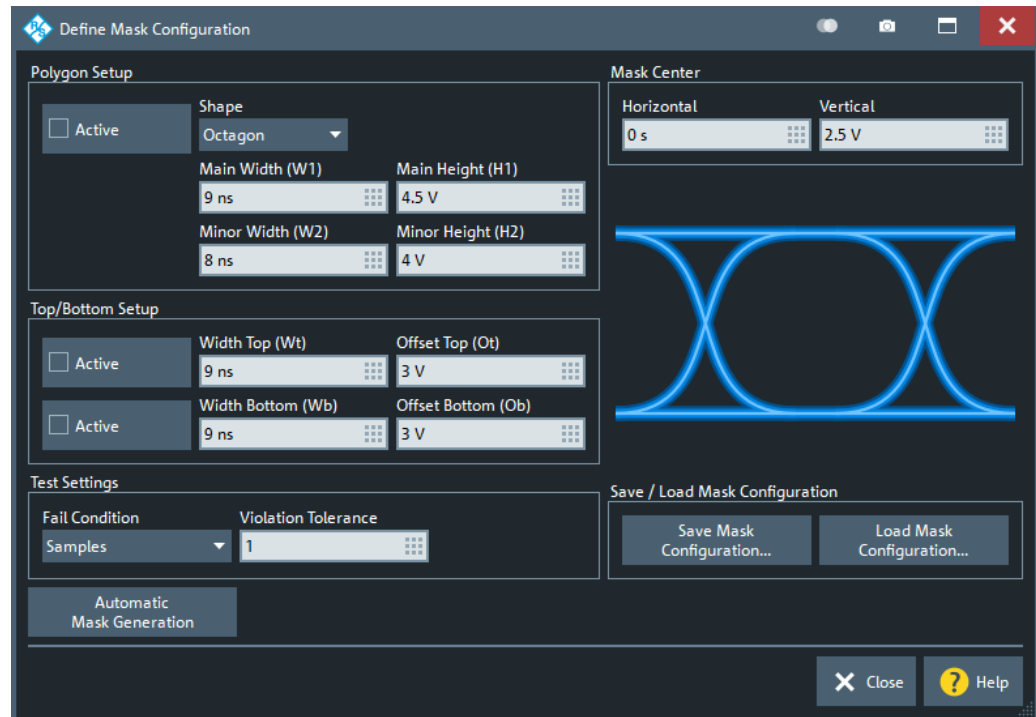 R&S Define Mask Configuration
Polygon Setup
Active
Shape
Octagon
Main Width (W1) Main Height (H1)
9 ns 4.5 V
Minor Width (W2) Minor Height (H2)
8 ns 4 V
Top/Bottom Setup
Active
Width Top (Wt) Offset Top (Ot)
9 ns 3 V
Active
Width Bottom (Wb) Offset Bottom (Ob)
9 ns 3 V
Test Settings
Fail Condition Violation Tolerance
Samples 1
Automatic
Mask Generation
Mask Center
Horizontal Vertical
0 s 2.5 V
Save / Load Mask Configuration
Save Mask
Configuration...
Load Mask
Configuration...
Close
? Help